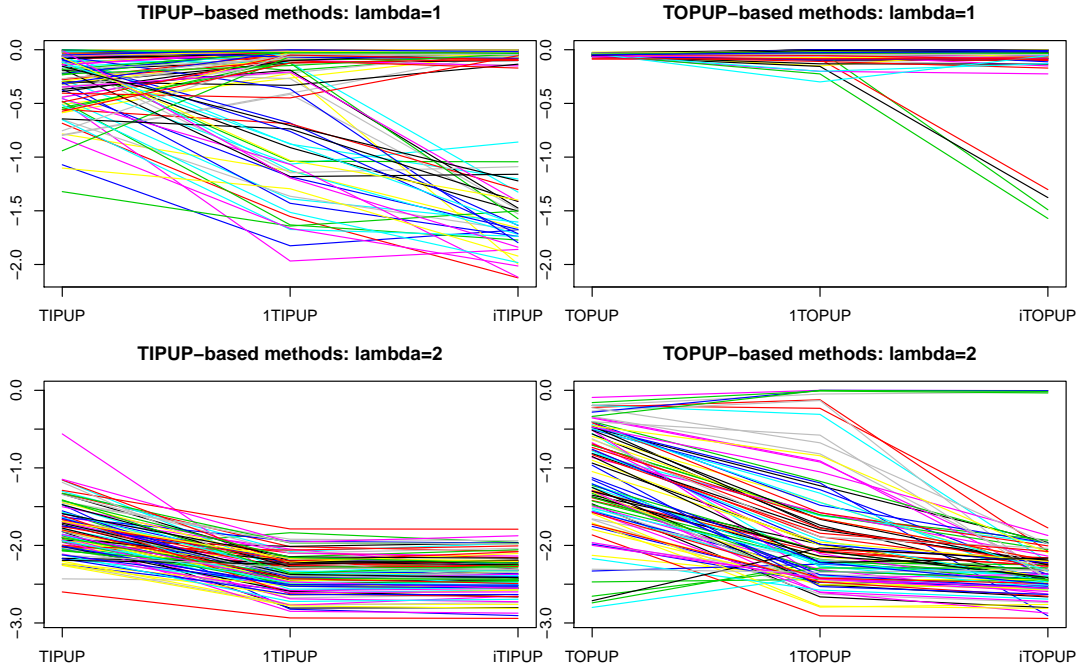 TIPUP−based methods: lambda=1
0.0
−0.5
−1.0
−1.5
−2.0
TIPUP 1TIPUP iTIPUP
TOPUP−based methods: lambda=1
0.0
−0.5
−1.0
−1.5
−2.0
TOPUP 1TOPUP iTOPUP
TIPUP−based methods: lambda=2
0.0
−1.0
−2.0
−3.0
TIPUP 1TIPUP iTIPUP
TOPUP−based methods: lambda=2
0.0
−1.0
−2.0
−3.0
TOPUP 1TOPUP iTOPUP